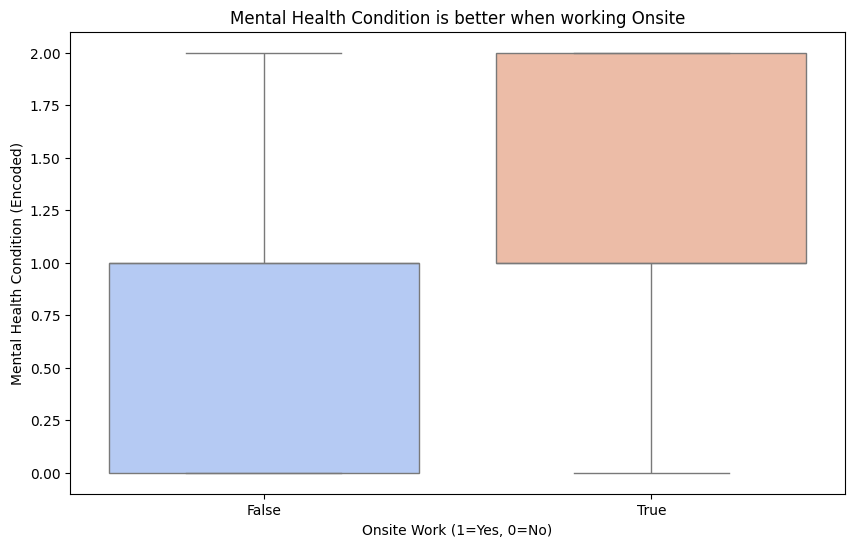 Mental Health Condition is better when working Onsite
Mental Health Condition (Encoded)
2.00
1.75
1.50
1.25
1.00
0.75
0.50
0.25
0.00
False
True
Onsite Work (1=Yes, 0=No)